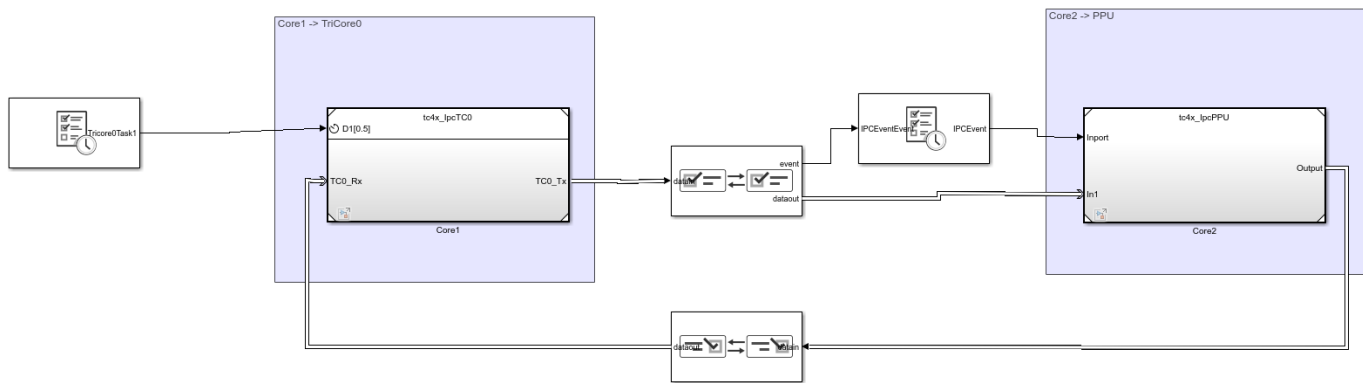 Core1 -> TriCore0
Core2 -> PPU
Tricore0Task1
tc4x_IpcTC0
D1[0.5]
TC0_Rx
TC0_Tx
Core1
datain
event
dataout
IPCEventEvent
IPCEvent
tc4x_IpcPPU
Inport
In1
Output
Core2
dataout
datain